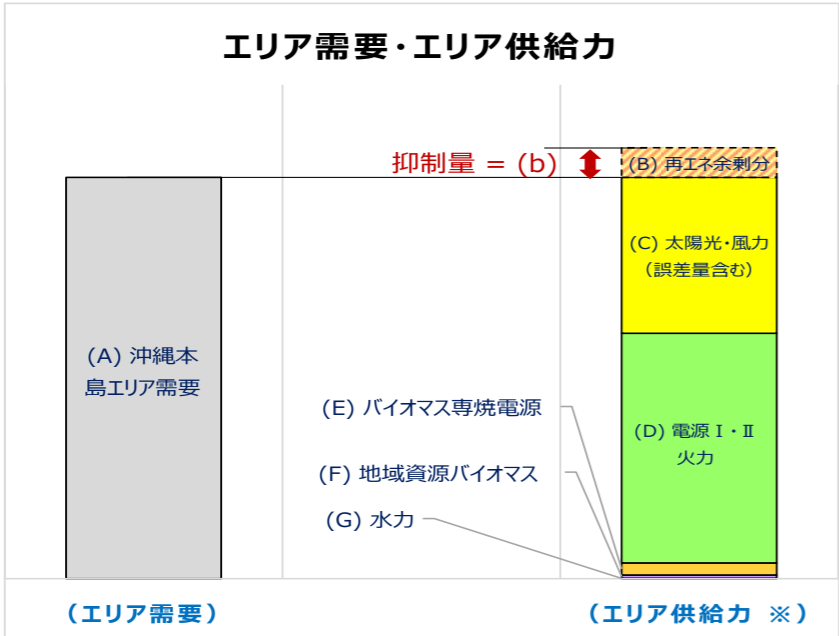 エリア需要・エリア供給力
抑制量 = (b)
(B) 再エネ余剰分
(C) 太陽光・風力
（誤差量含む）
(A) 沖縄本
島エリア需要
(E) バイオマス専焼電源
(D) 電源Ⅰ・Ⅱ
火力
(F) 地域資源バイオマス
(G) 水力
（エリア需要）
（エリア供給力 ※）